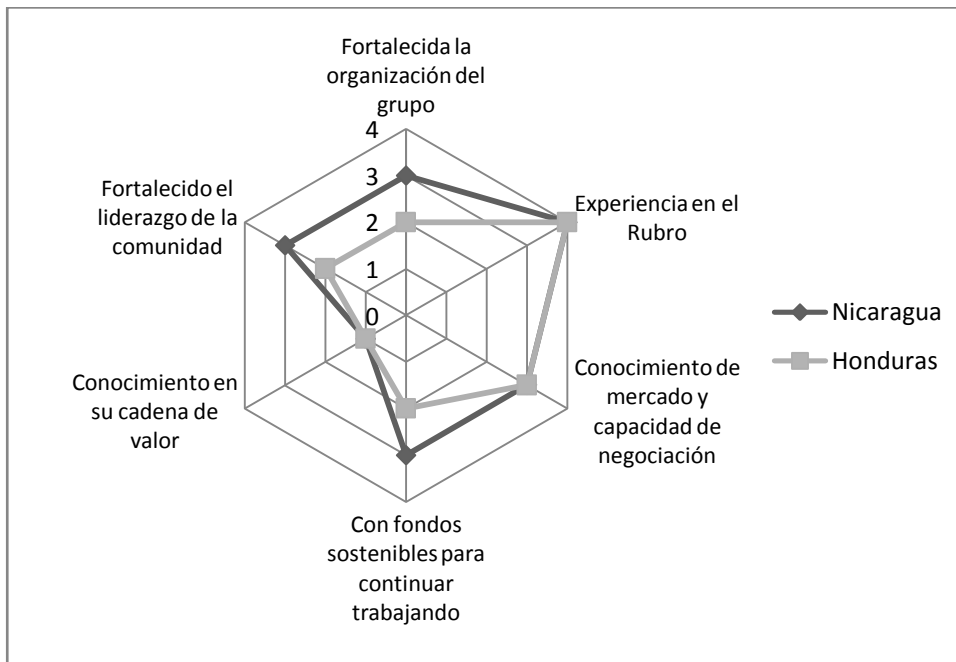 Fortalecida la
organización del
grupo
4
3
2
1
0
Experiencia en el
Rubro
Conocimiento de
mercado y
capacidad de
negociación
Con fondos
sostenibles para
continuar
trabajando
Conocimiento en
su cadena de
valor
Fortalecido el
liderazgo de la
comunidad
Nicaragua
Honduras